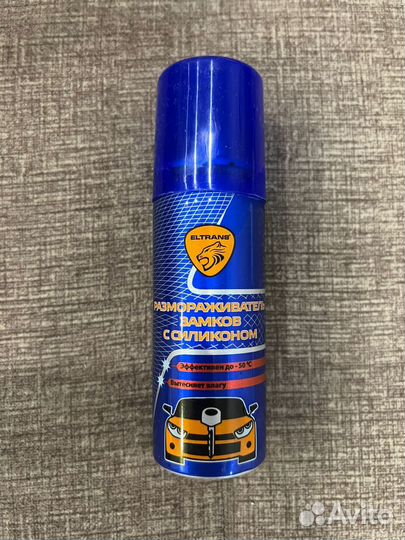 ELTRANS
РАЗМОРАЖИВАТЕЛЬ
ЗАМКОВ
С СИЛИКОНОМ
Эффективен до - 50 °С
Вытесняет влагу
Avito